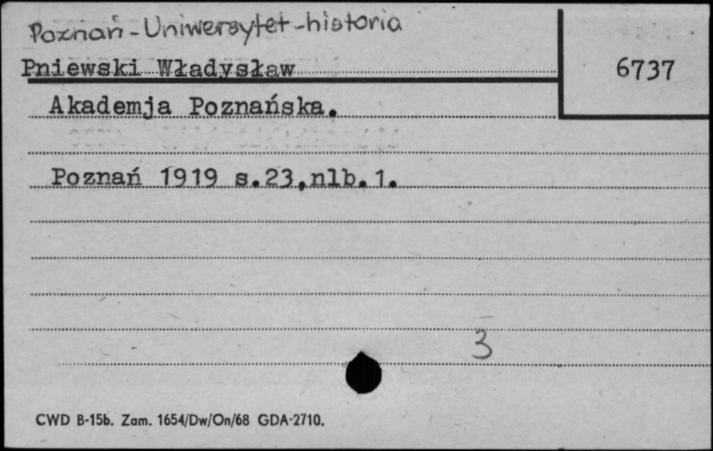 Poznań-Uniwersytet-historia
Pniewski Władysław
6737
Akademja Poznańska.
Poznań 1919 s.23,nlb.1.
3
CWD B-15b. Zam. 1654/Dw/On/68 GDA-2710.